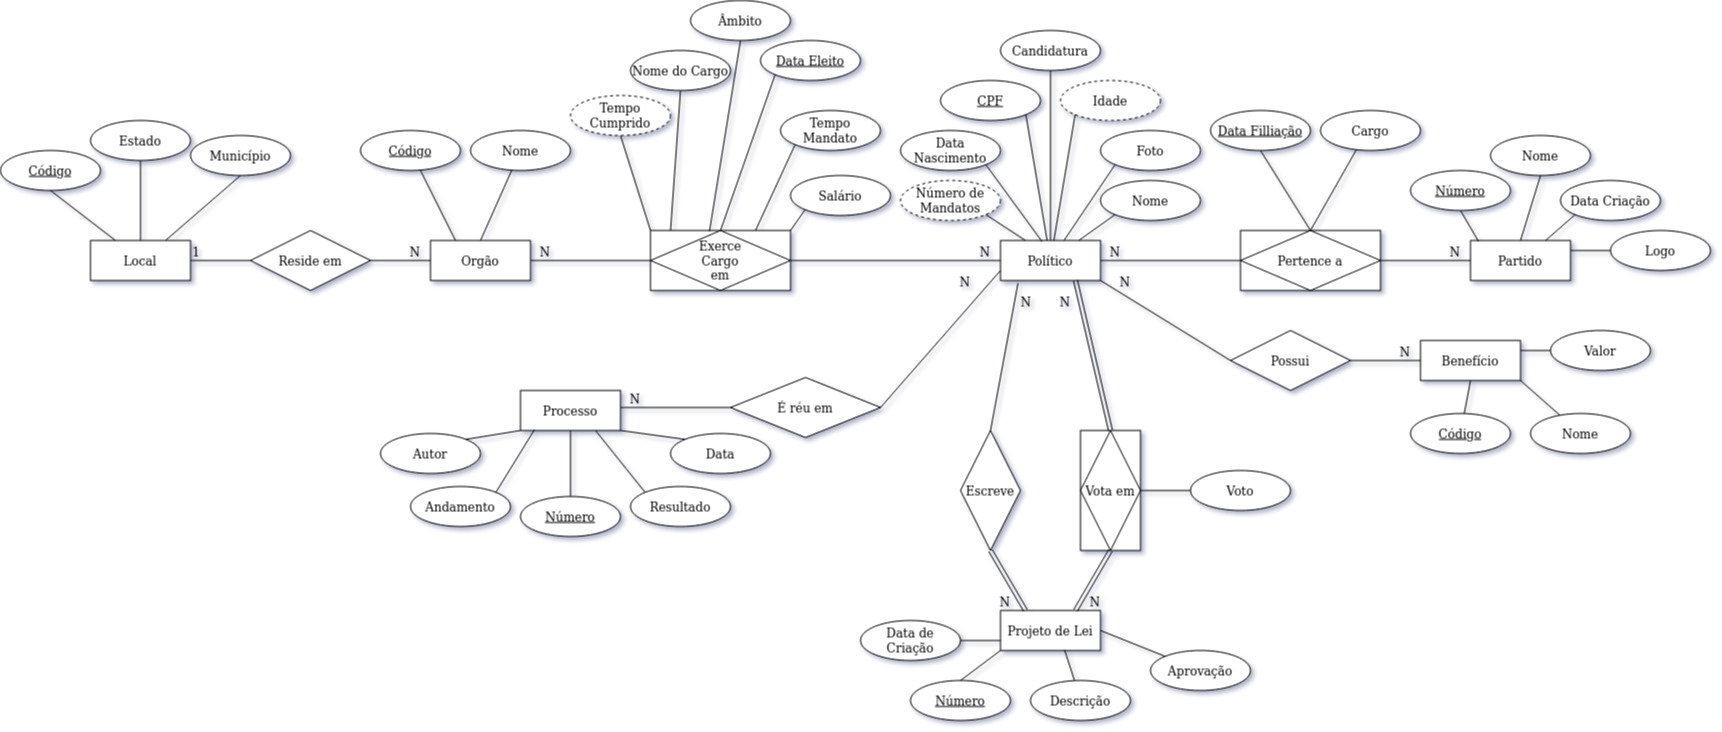 Âmbito
Nome do Cargo
Data Eleito
Tempo
Cumprido
Tempo
Mandato
Salário
Candidatura
CPF
Idade
Data
Nascimento
Foto
Número de
Mandatos
Nome
Data Filliação
Cargo
Nome
Número
Data Criação
Logo
Código
Estado
Município
Código
Nome
Local
1
Reside em
N
Orgão
N
Exerce
Cargo
em
N
Político
N
Pertence a
N
Partido
N
N
N
N
Possui
N
Benefício
Valor
Código
Nome
Processo
N
É réu em
Autor
Data
Andamento
Número
Resultado
Escreve
Vota em
Voto
N
N
Projeto de Lei
Data de
Criação
Número
Descrição
Aprovação